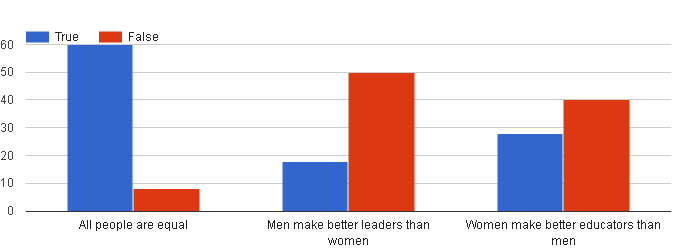 True False
60
50
40
30
20
10
0
All people are equal
Men make better leaders than
women
Women make better educators than
men